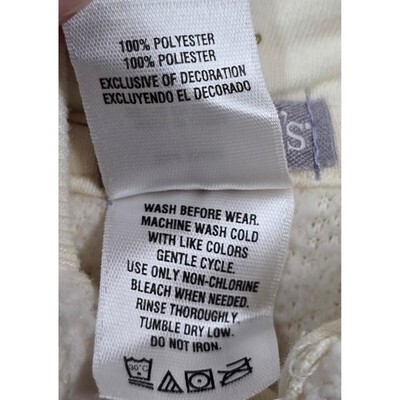 100% POLYESTER
100% POLIESTER
EXCLUSIVE OF DECORATION
EXCLUYENDO EL DECORADO
'S
WASH BEFORE WEAR.
MACHINE WASH COLD
WITH LIKE COLORS
GENTLE CYCLE.
USE ONLY NON-CHLORINE
BLEACH WHEN NEEDED.
RINSE THOROUGHLY.
TUMBLE DRY LOW.
DO NOT IRON.
30°C